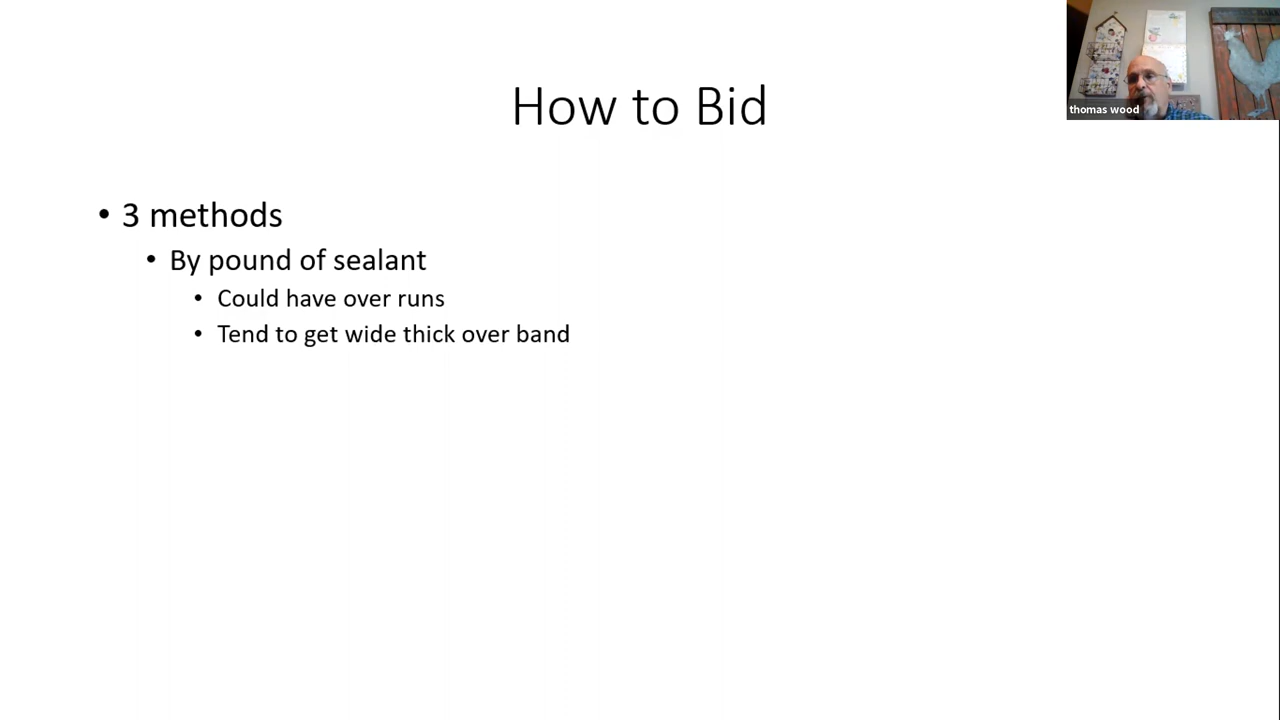 How to Bid
• 3 methods
• By pound of sealant
• Could have over runs
• Tend to get wide thick over band
thomas wood